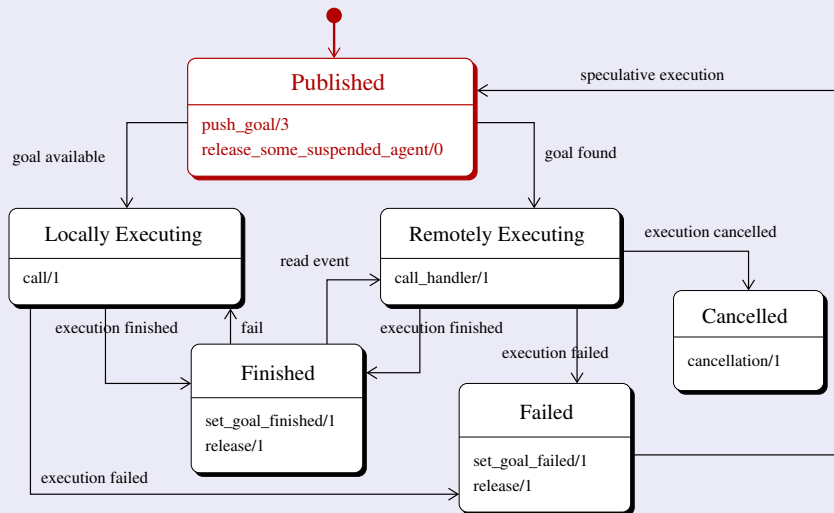 Published
speculative execution
push_goal/3
release_some_suspended_agent/0
goal available
goal found
Locally Executing
Remotely Executing
execution cancelled
call/1
read event
call_handler/1
Cancelled
execution finished
fail
execution finished
execution failed
cancellation/1
Finished
Failed
set_goal_finished/1
release/1
set_goal_failed/1
execution failed
release/1